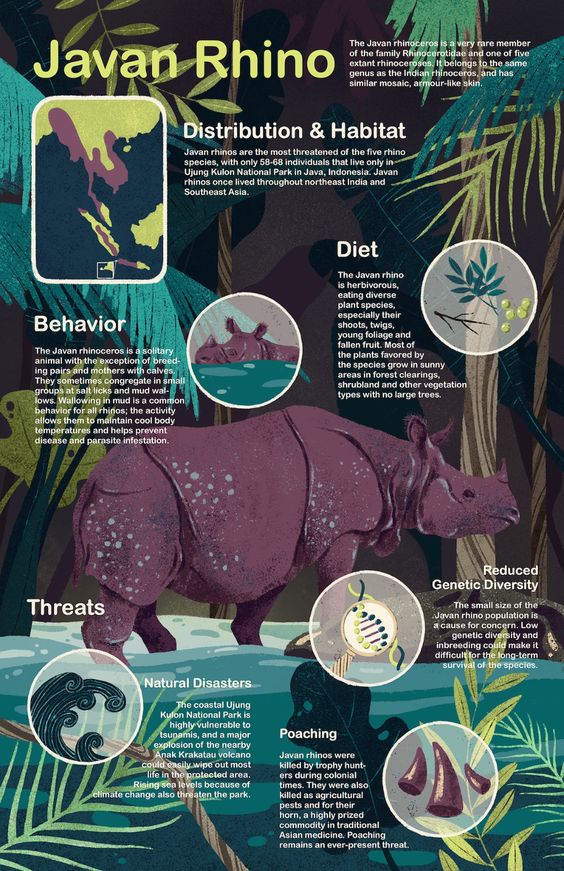 Javan Rhino
The Javan rhinoceros is a very rare member
of the family Rhinocerotidae and one of five
extant rhinoceroses. It belongs to the same
genus as the Indian rhinoceros, and has
similar mosaic, armour-like skin.
Distribution & Habitat
Javan rhinos are the most threatened of the five rhino
species, with only 58-68 individuals that live only in
Ujung Kulon National Park in Java, Indonesia. Javan
rhinos once lived throughout northeast India and
Southeast Asia.
Diet
The Javan rhino
is herbivorous,
eating diverse
plant species,
especially their
shoots, twigs,
young foliage and
fallen fruit. Most of
the plants favored by
the species grow in sunny
areas in forest clearings,
shrubland and other vegetation
types with no large trees.
Behavior
The Javan rhinoceros is a solitary
animal with the exception of breed-
ing pairs and mothers with calves.
They sometimes congregate in small
groups at salt licks and mud wal-
lows. Wallowing in mud is a common
behavior for all rhinos; the activity
allows them to maintain cool body
temperatures and helps prevent
disease and parasite infestation.
Threats
Reduced
Genetic Diversity
The small size of the
Javan rhino population is
a cause for concern. Low
genetic diversity and
inbreeding could make it
difficult for the long-term
survival of the species.
Natural Disasters
The coastal Ujung
Kulon National Park is
highly vulnerable to
tsunamis, and a major
explosion of the nearby
Anak Krakatau volcano
could easily wipe out most
life in the protected area.
Rising sea levels because of
climate change also threaten the park.
Poaching
Javan rhinos were
killed by trophy hunt-
ers during colonial
times. They were also
killed as agricultural
pests and for their
horn, a highly prized
commodity in traditional
Asian medicine. Poaching
remains an ever-present threat.